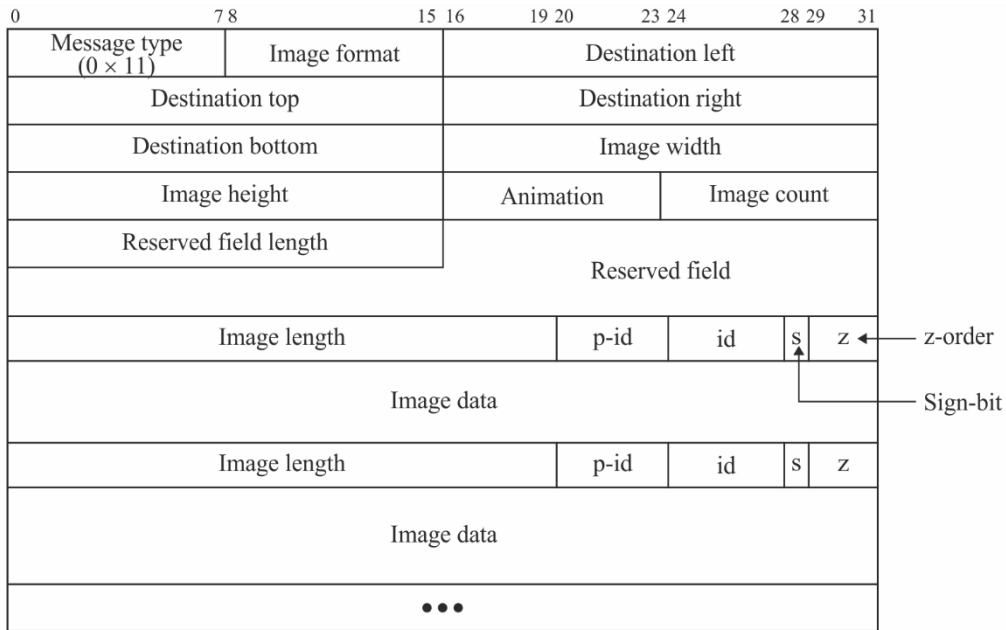 0 7 8 15 16 19 20 23 24 28 29 31
Message type
(0 × 11)
Image format
Destination left
Destination top
Destination right
Destination bottom
Image width
Image height
Animation
Image count
Reserved field length
Reserved field
Image length
p-id
id
s
z
z-order
Image data
Sign-bit
Image length
p-id
id
s
z
Image data
•••